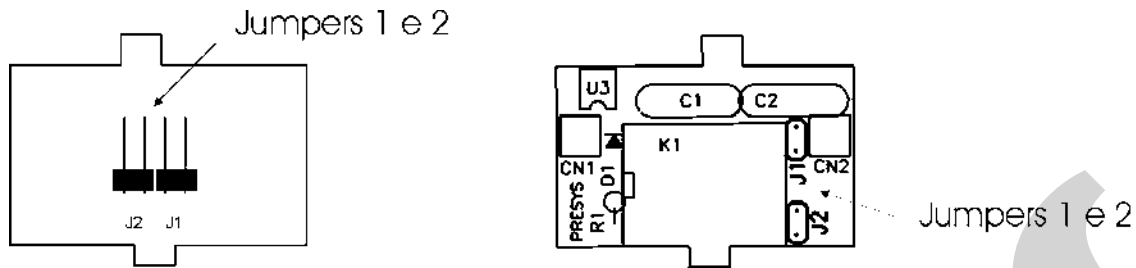 Jumpers 1 e 2
J2 J1
U3
C1 C2
K1
CN1
CN2
D1
J1
PRESYS
R1
J2
Jumpers 1 e 2